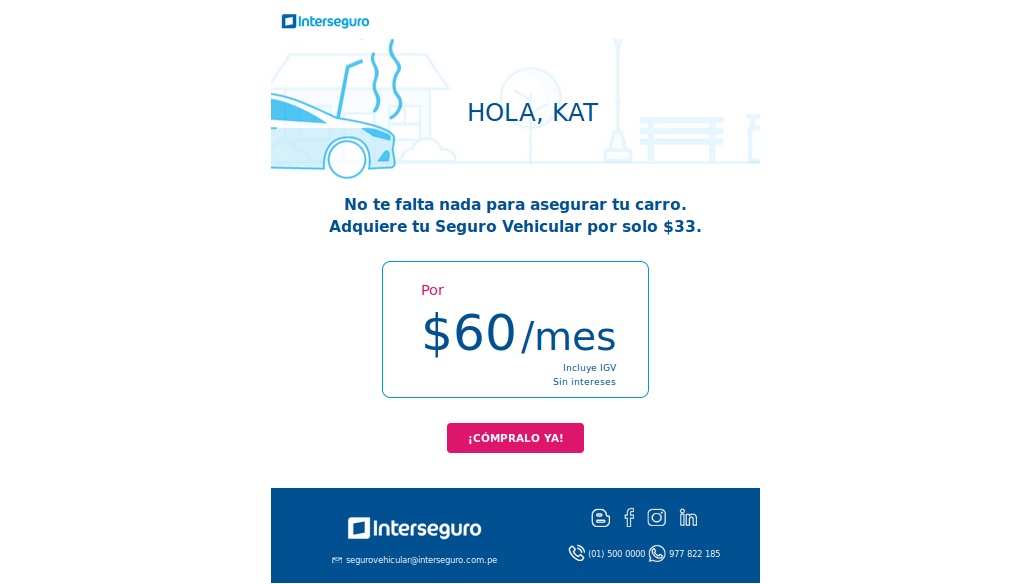 Interseguro
HOLA, KAT
No te falta nada para asegurar tu carro.
Adquiere tu Seguro Vehicular por solo $33.
Por
$60/mes
Incluye IGV
Sin intereses
¡CÓMPRALO YA!
Interseguro
segurovehicular@interseguro.com.pe
(01) 500 0000
977 822 185